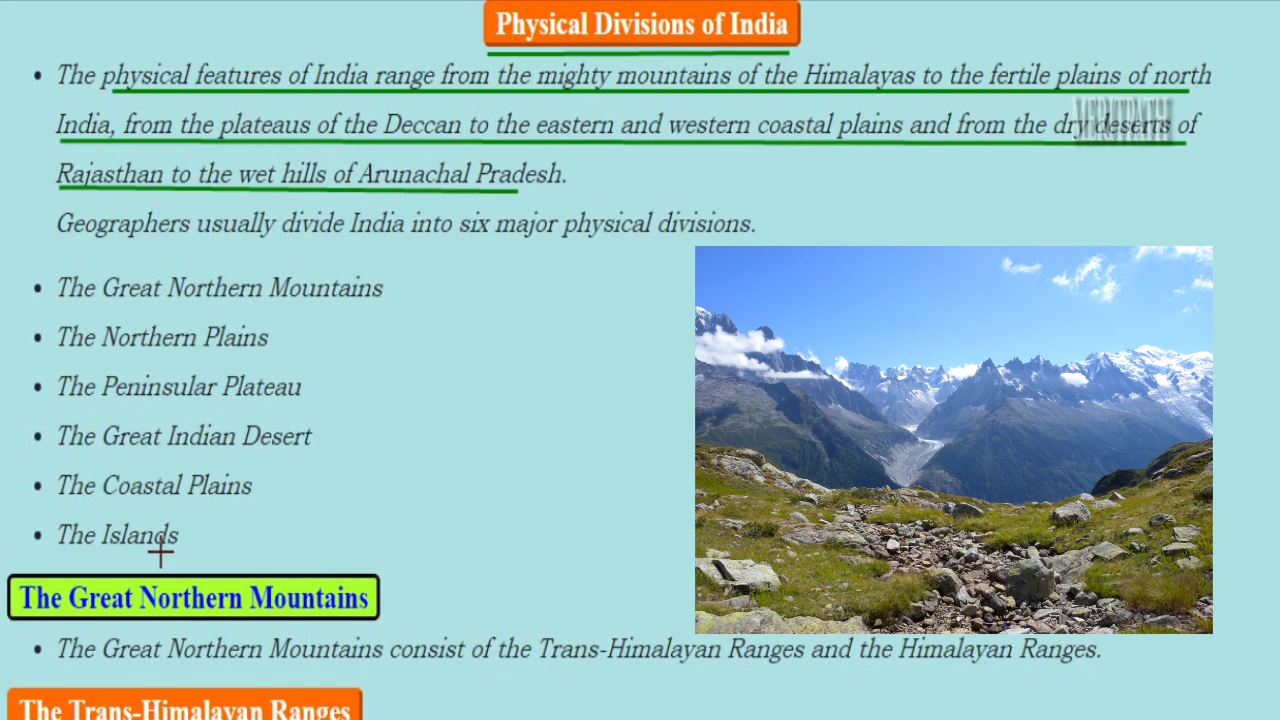 Physical Divisions of India
• The physical features of India range from the mighty mountains of the Himalayas to the fertile plains of north
India, from the plateaus of the Deccan to the eastern and western coastal plains and from the dry deserts of
Rajasthan to the wet hills of Arunachal Pradesh.
Geographers usually divide India into six major physical divisions.
• The Great Northern Mountains
• The Northern Plains
• The Peninsular Plateau
• The Great Indian Desert
• The Coastal Plains
• The Islands
The Great Northern Mountains
• The Great Northern Mountains consist of the Trans-Himalayan Ranges and the Himalayan Ranges.
The Trans-Himalayan Ranges